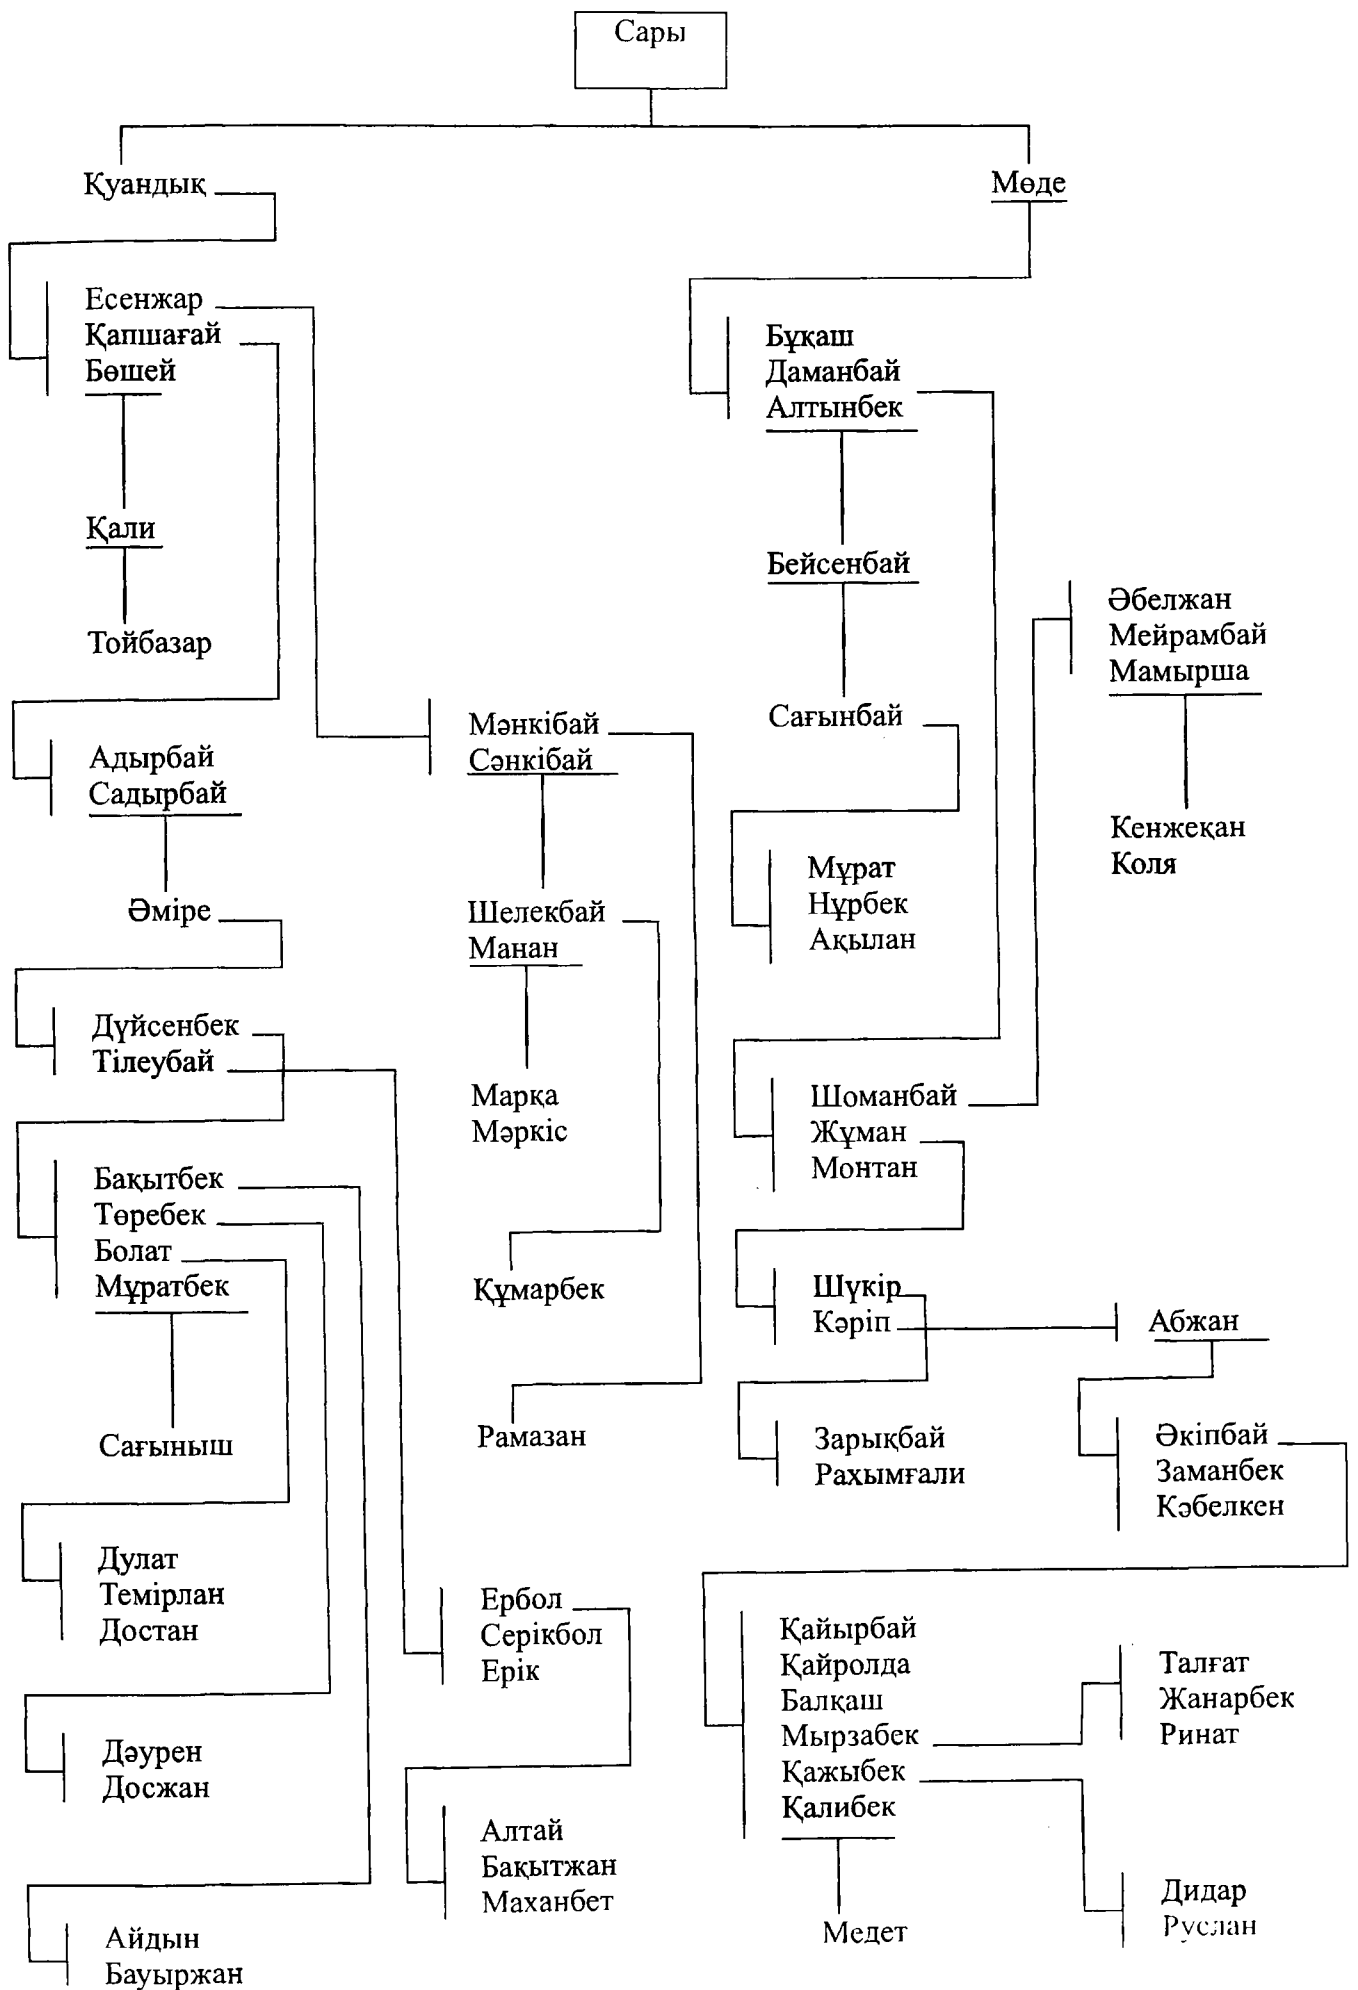 Сары
Қуандық
Мөде
Есенжар
Қапшағай
Бөшей
Бұқаш
Даманбай
Алтынбек
Қали
Бейсенбай
Тойбазар
Әбелжан
Мейрамбай
Мамырша
Мәнкібай
Сәнкібай
Сағынбай
Адырбай
Садырбай
Кенжеқан
Коля
Мұрат
Нұрбек
Ақылан
Әміре
Шелекбай
Манан
Дүйсенбек
Тілеубай
Марқа
Мәркіс
Шоманбай
Жұман
Монтан
Бақытбек
Төребек
Болат
Мұратбек
Құмарбек
Шүкір
Кәріп
Абжан
Сағыныш
Рамазан
Зарықбай
Рахымғали
Әкіпбай
Заманбек
Кәбелкен
Дулат
Темірлан
Достан
Ербол
Серікбол
Ерік
Қайырбай
Қайролда
Балқаш
Мырзабек
Қажыбек
Қалибек
Талғат
Жанарбек
Ринат
Дәурен
Досжан
Алтай
Бақытжан
Маханбет
Медет
Дидар
Руслан
Айдын
Бауыржан